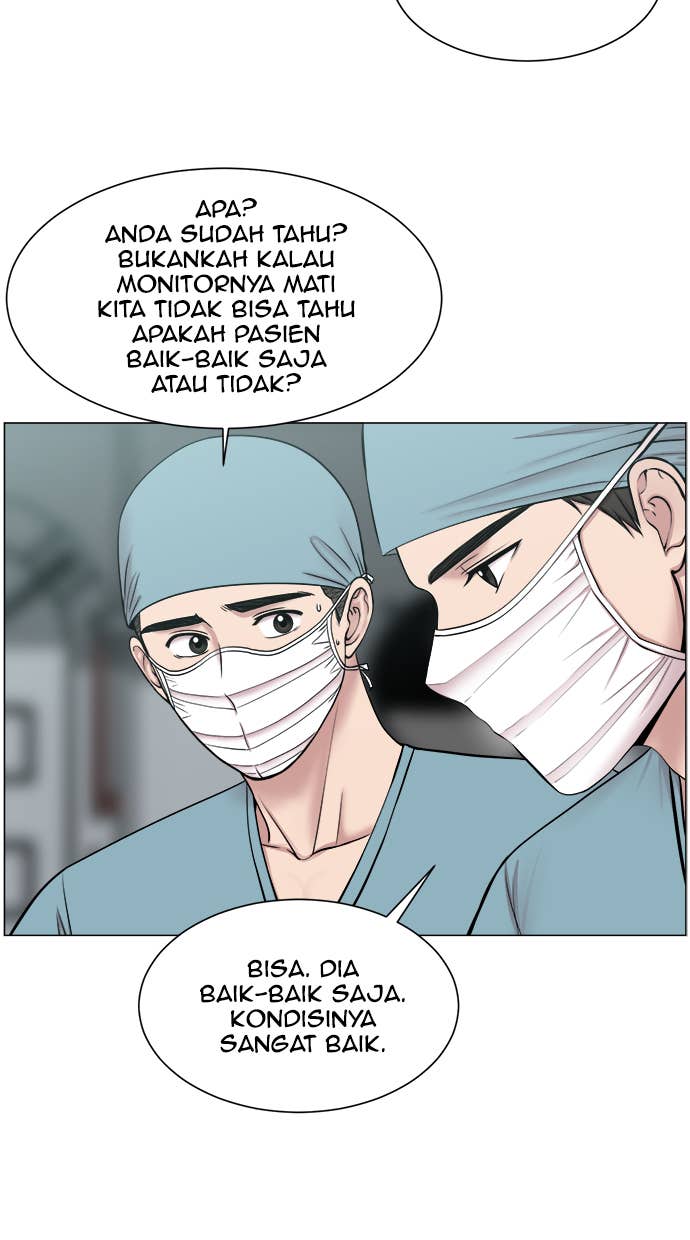 APA?
ANDA SUDAH TAHU?
BUKANKAH KALAU
MONITORNYA MATI
KITA TIDAK BISA TAHU
APAKAH PASIEN
BAIK-BAIK SAJA
ATAU TIDAK?
BISA. DIA
BAIK-BAIK SAJA.
KONDISINYA
SANGAT BAIK.